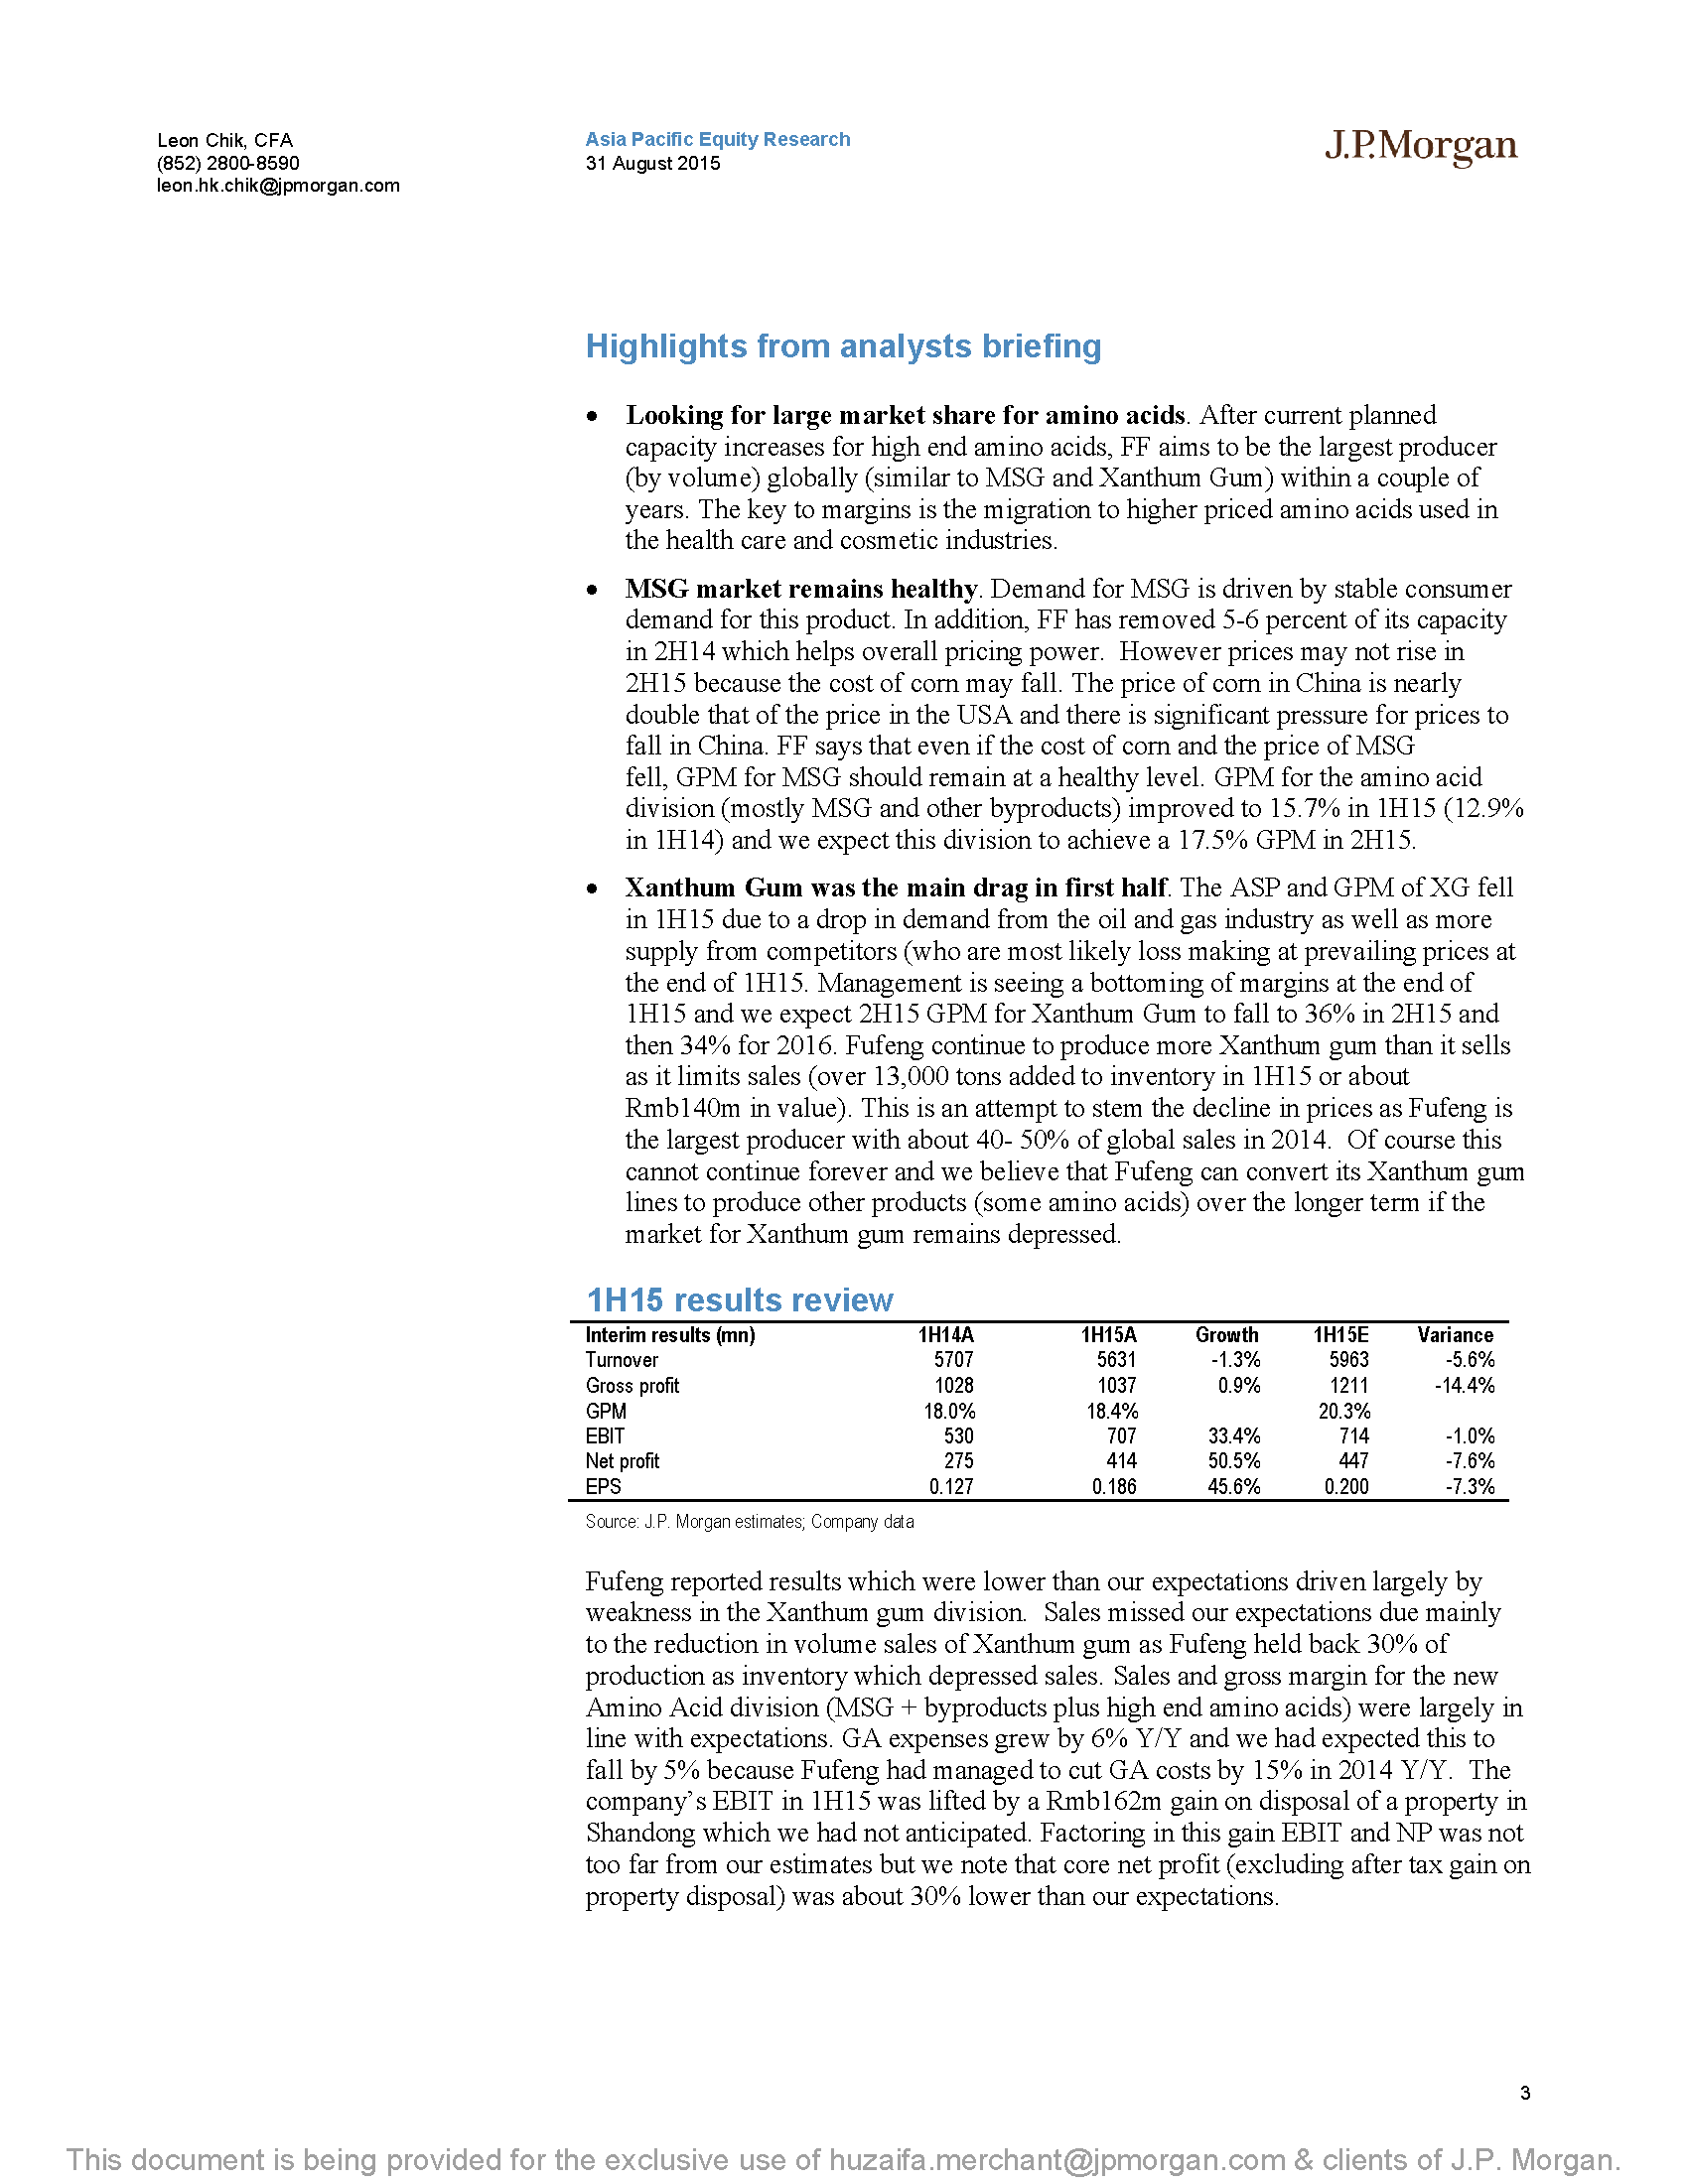 Leon Chik, CFA
(852) 2800-8590
leon.hk.chik@jpmorgan.com
Asia Pacific Equity Research
31 August 2015
J.P.Morgan
Highlights from analysts briefing
• Looking for large market share for amino acids. After current planned
capacity increases for high end amino acids, FF aims to be the largest producer
(by volume) globally (similar to MSG and Xanthum Gum) within a couple of
years. The key to margins is the migration to higher priced amino acids used in
the health care and cosmetic industries.
• MSG market remains healthy. Demand for MSG is driven by stable consumer
demand for this product. In addition, FF has removed 5-6 percent of its capacity
in 2H14 which helps overall pricing power. However prices may not rise in
2H15 because the cost of corn may fall. The price of corn in China is nearly
double that of the price in the USA and there is significant pressure for prices to
fall in China. FF says that even if the cost of corn and the price of MSG
fell, GPM for MSG should remain at a healthy level. GPM for the amino acid
division (mostly MSG and other byproducts) improved to 15.7% in 1H15 (12.9%
in 1H14) and we expect this division to achieve a 17.5% GPM in 2H15.
• Xanthum Gum was the main drag in first half. The ASP and GPM of XG fell
in 1H15 due to a drop in demand from the oil and gas industry as well as more
supply from competitors (who are most likely loss making at prevailing prices at
the end of 1H15. Management is seeing a bottoming of margins at the end of
1H15 and we expect 2H15 GPM for Xanthum Gum to fall to 36% in 2H15 and
then 34% for 2016. Fufeng continue to produce more Xanthum gum than it sells
as it limits sales (over 13,000 tons added to inventory in 1H15 or about
Rmb140m in value). This is an attempt to stem the decline in prices as Fufeng is
the largest producer with about 40- 50% of global sales in 2014. Of course this
cannot continue forever and we believe that Fufeng can convert its Xanthum gum
lines to produce other products (some amino acids) over the longer term if the
market for Xanthum gum remains depressed.
1H15 results review
Interim results (mn) 1H14A 1H15A Growth 1H15E Variance
Turnover 5707 5631 -1.3% 5963 -5.6%
Gross profit 1028 1037 0.9% 1211 -14.4%
GPM 18.0% 18.4% 20.3%
EBIT 530 707 33.4% 714 -1.0%
Net profit 275 414 50.5% 447 -7.6%
EPS 0.127 0.186 45.6% 0.200 -7.3%
Source: J.P. Morgan estimates; Company data
Fufeng reported results which were lower than our expectations driven largely by
weakness in the Xanthum gum division. Sales missed our expectations due mainly
to the reduction in volume sales of Xanthum gum as Fufeng held back 30% of
production as inventory which depressed sales. Sales and gross margin for the new
Amino Acid division (MSG + byproducts plus high end amino acids) were largely in
line with expectations. GA expenses grew by 6% Y/Y and we had expected this to
fall by 5% because Fufeng had managed to cut GA costs by 15% in 2014 Y/Y. The
company's EBIT in 1H15 was lifted by a Rmb162m gain on disposal of a property in
Shandong which we had not anticipated. Factoring in this gain EBIT and NP was not
too far from our estimates but we note that core net profit (excluding after tax gain on
property disposal) was about 30% lower than our expectations.
3
This document is being provided for the exclusive use of huzaifa.merchant@jpmorgan.com & clients of J.P. Morgan.